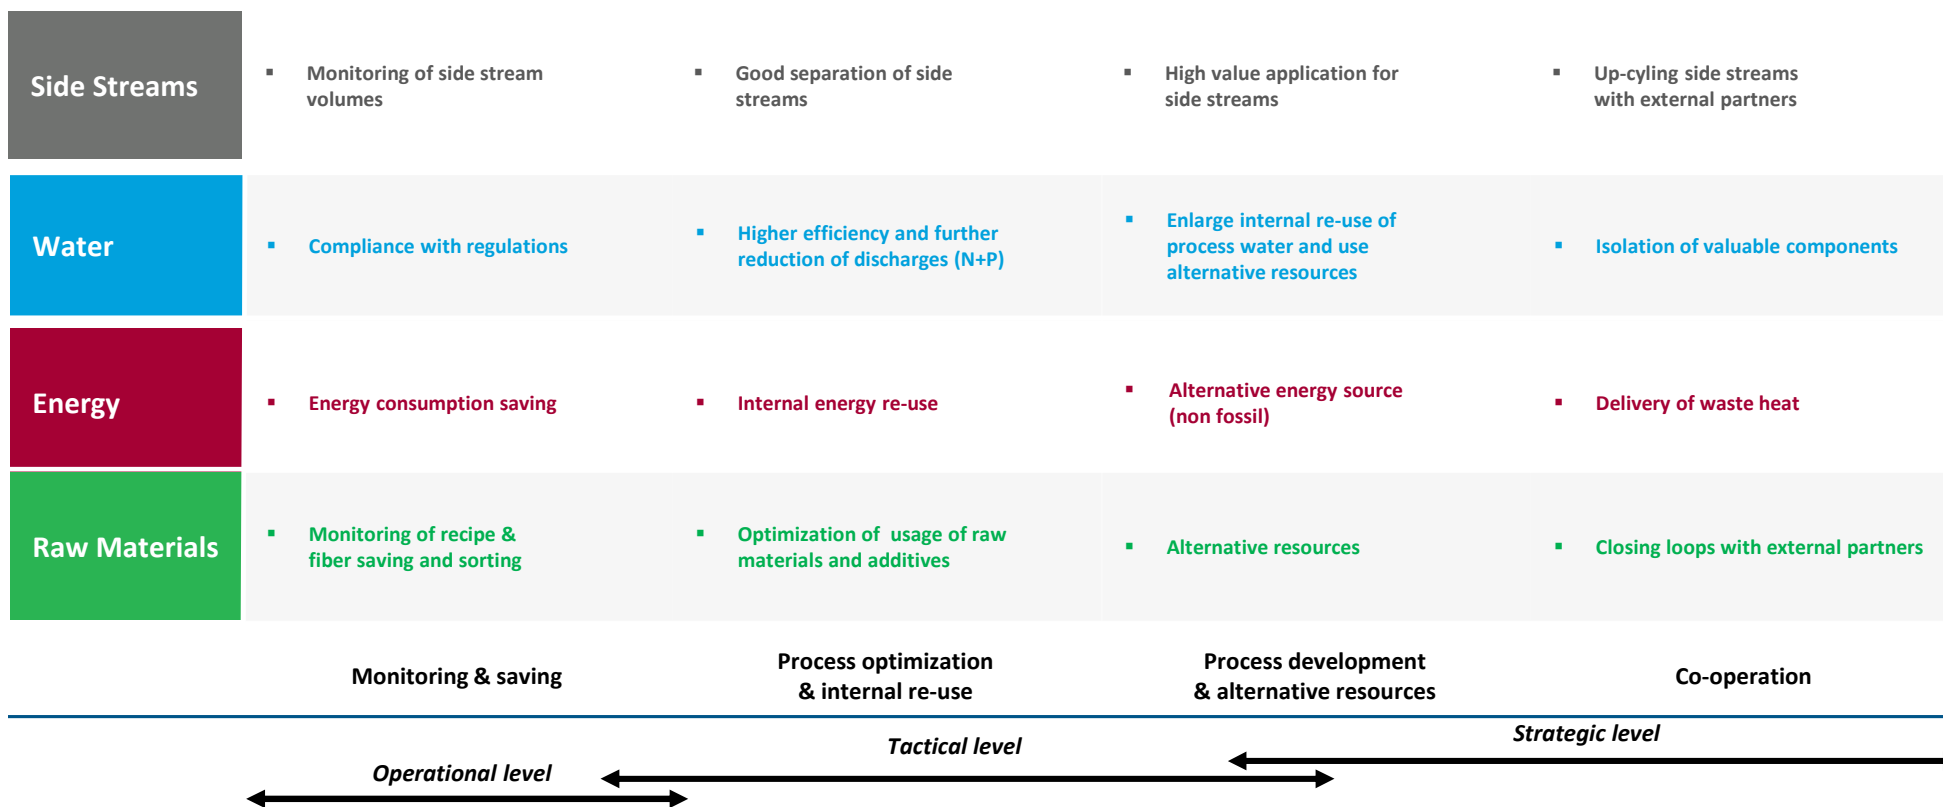 Side Streams
▪ Monitoring of side stream
volumes
▪ Good separation of side
streams
▪ High value application for
side streams
▪ Up-cyling side streams
with external partners
Water
▪ Compliance with regulations
▪ Higher efficiency and further
reduction of discharges (N+P)
▪ Enlarge internal re-use of
process water and use
alternative resources
▪ Isolation of valuable components
Energy
▪ Energy consumption saving
▪ Internal energy re-use
▪ Alternative energy source
(non fossil)
▪ Delivery of waste heat
Raw Materials
▪ Monitoring of recipe &
fiber saving and sorting
▪ Optimization of usage of raw
materials and additives
▪ Alternative resources
▪ Closing loops with external partners
Monitoring & saving
Process optimization
& internal re-use
Process development
& alternative resources
Co-operation
Operational level
Tactical level
Strategic level